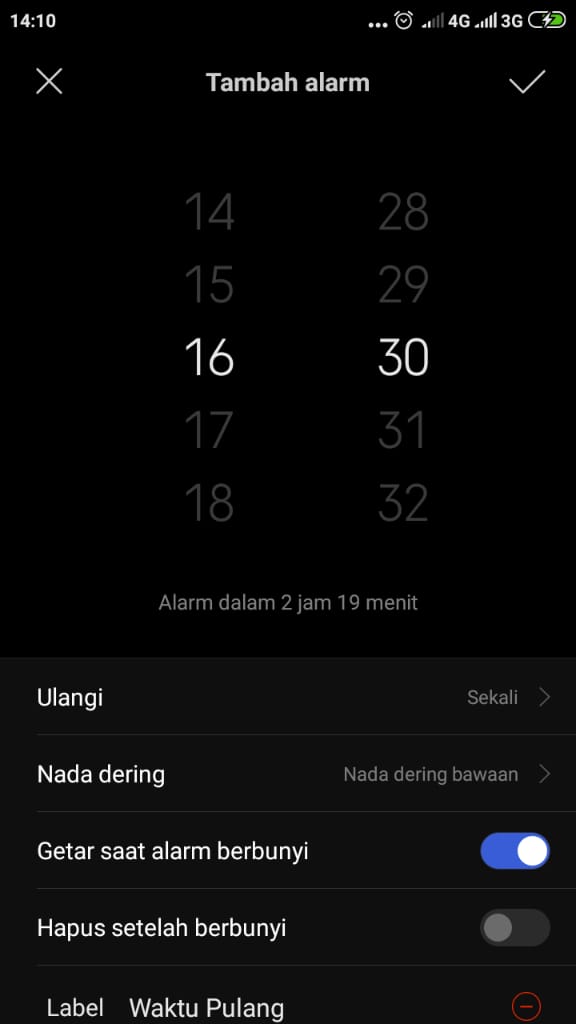 14:10 ... 4G 3G
Tambah alarm
14 28
15 29
16 30
17 31
18 32
Alarm dalam 2 jam 19 menit
Ulangi Sekali
Nada dering Nada dering bawaan
Getar saat alarm berbunyi
Hapus setelah berbunyi
Label Waktu Pulang